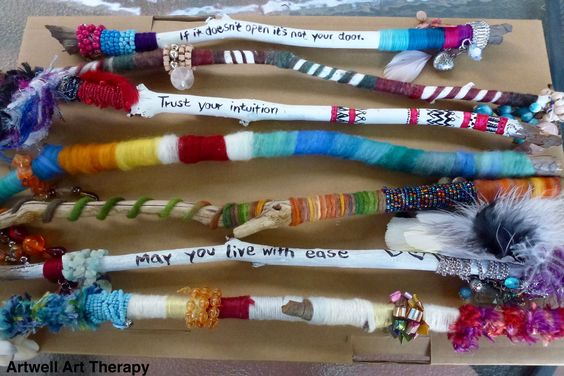 If it doesn't open it's not your door.
Trust your intuition
May you live with ease
Artwell Art Therapy